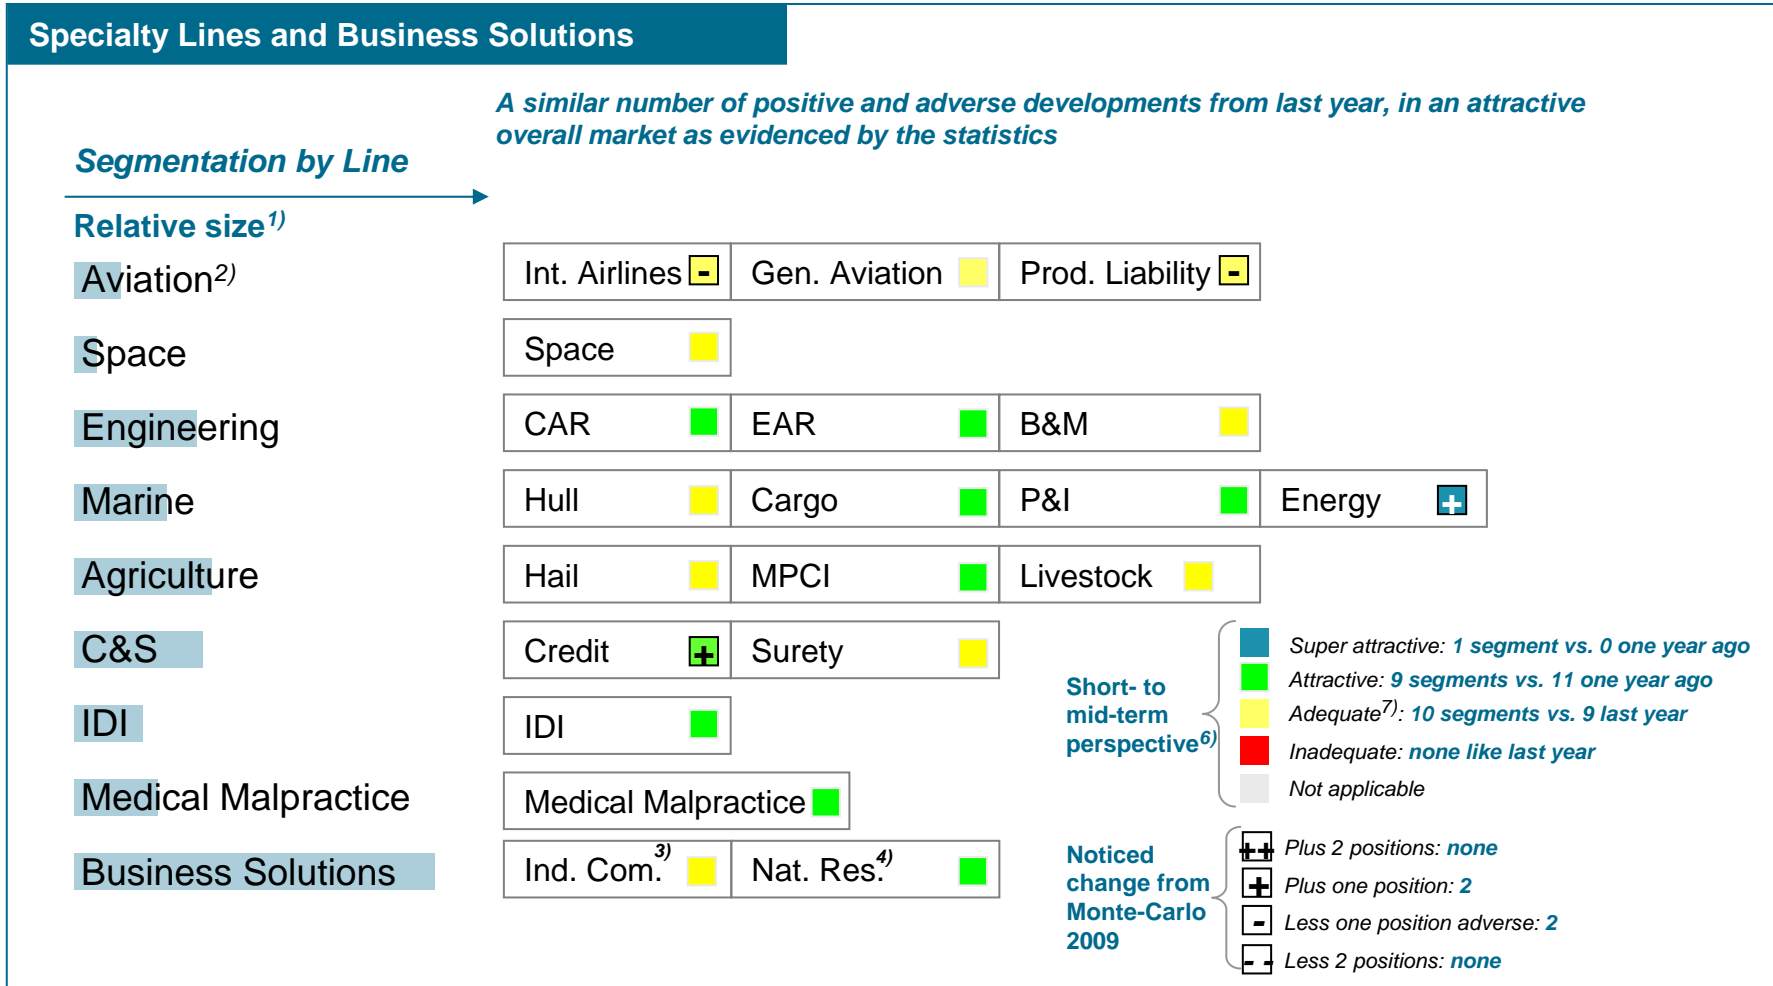 Specialty Lines and Business Solutions
A similar number of positive and adverse developments from last year, in an attractive
overall market as evidenced by the statistics
Segmentation by Line
Relative size1)
Aviation2)
Int. Airlines - Gen. Aviation Prod. Liability -
Space
Space
Engineering
CAR EAR B&M
Marine
Hull Cargo P&I Energy +
Agriculture
Hail MPCI Livestock
C&S
Credit + Surety
IDI
IDI
Medical Malpractice
Medical Malpractice
Business Solutions
Ind. Com.3) Nat. Res.4)
Short- to
mid-term
perspective6)
Super attractive: 1 segment vs. 0 one year ago
Attractive: 9 segments vs. 11 one year ago
Adequate7): 10 segments vs. 9 last year
Inadequate: none like last year
Not applicable
Noticed
change from
Monte-Carlo
2009
++ Plus 2 positions: none
+ Plus one position: 2
- Less one position adverse: 2
- - Less 2 positions: none